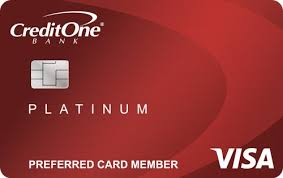 CreditOne®
BANK
PLATINUM
PREFERRED CARD MEMBER
VISA